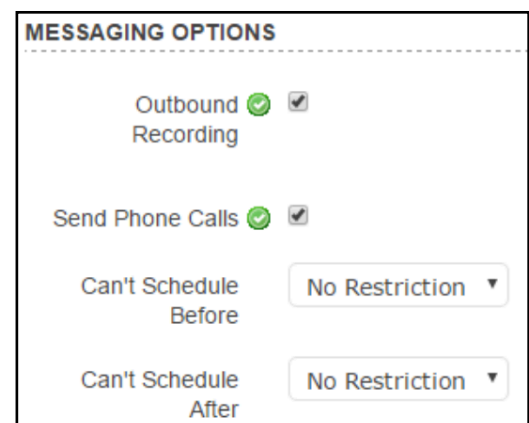 MESSAGING OPTIONS
Outbound
Recording
Send Phone Calls
Can't Schedule
Before
No Restriction
Can't Schedule
After
No Restriction